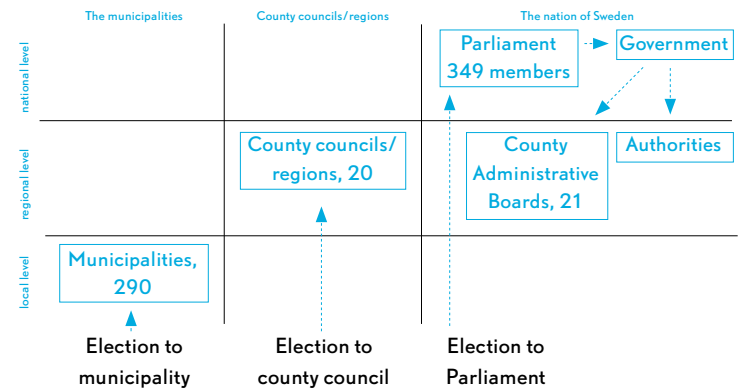 The municipalities
County councils/regions
The nation of Sweden
national level
Parliament
349 members
Government
regional level
County councils/
regions, 20
County
Administrative
Boards, 21
Authorities
local level
Municipalities,
290
Election to
municipality
Election to
county council
Election to
Parliament